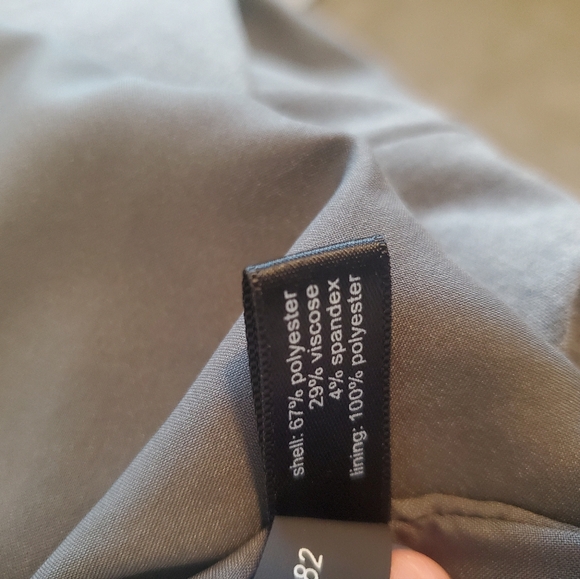 shell: 67% polyester
29% viscose
4% spandex
lining: 100% polyester
82